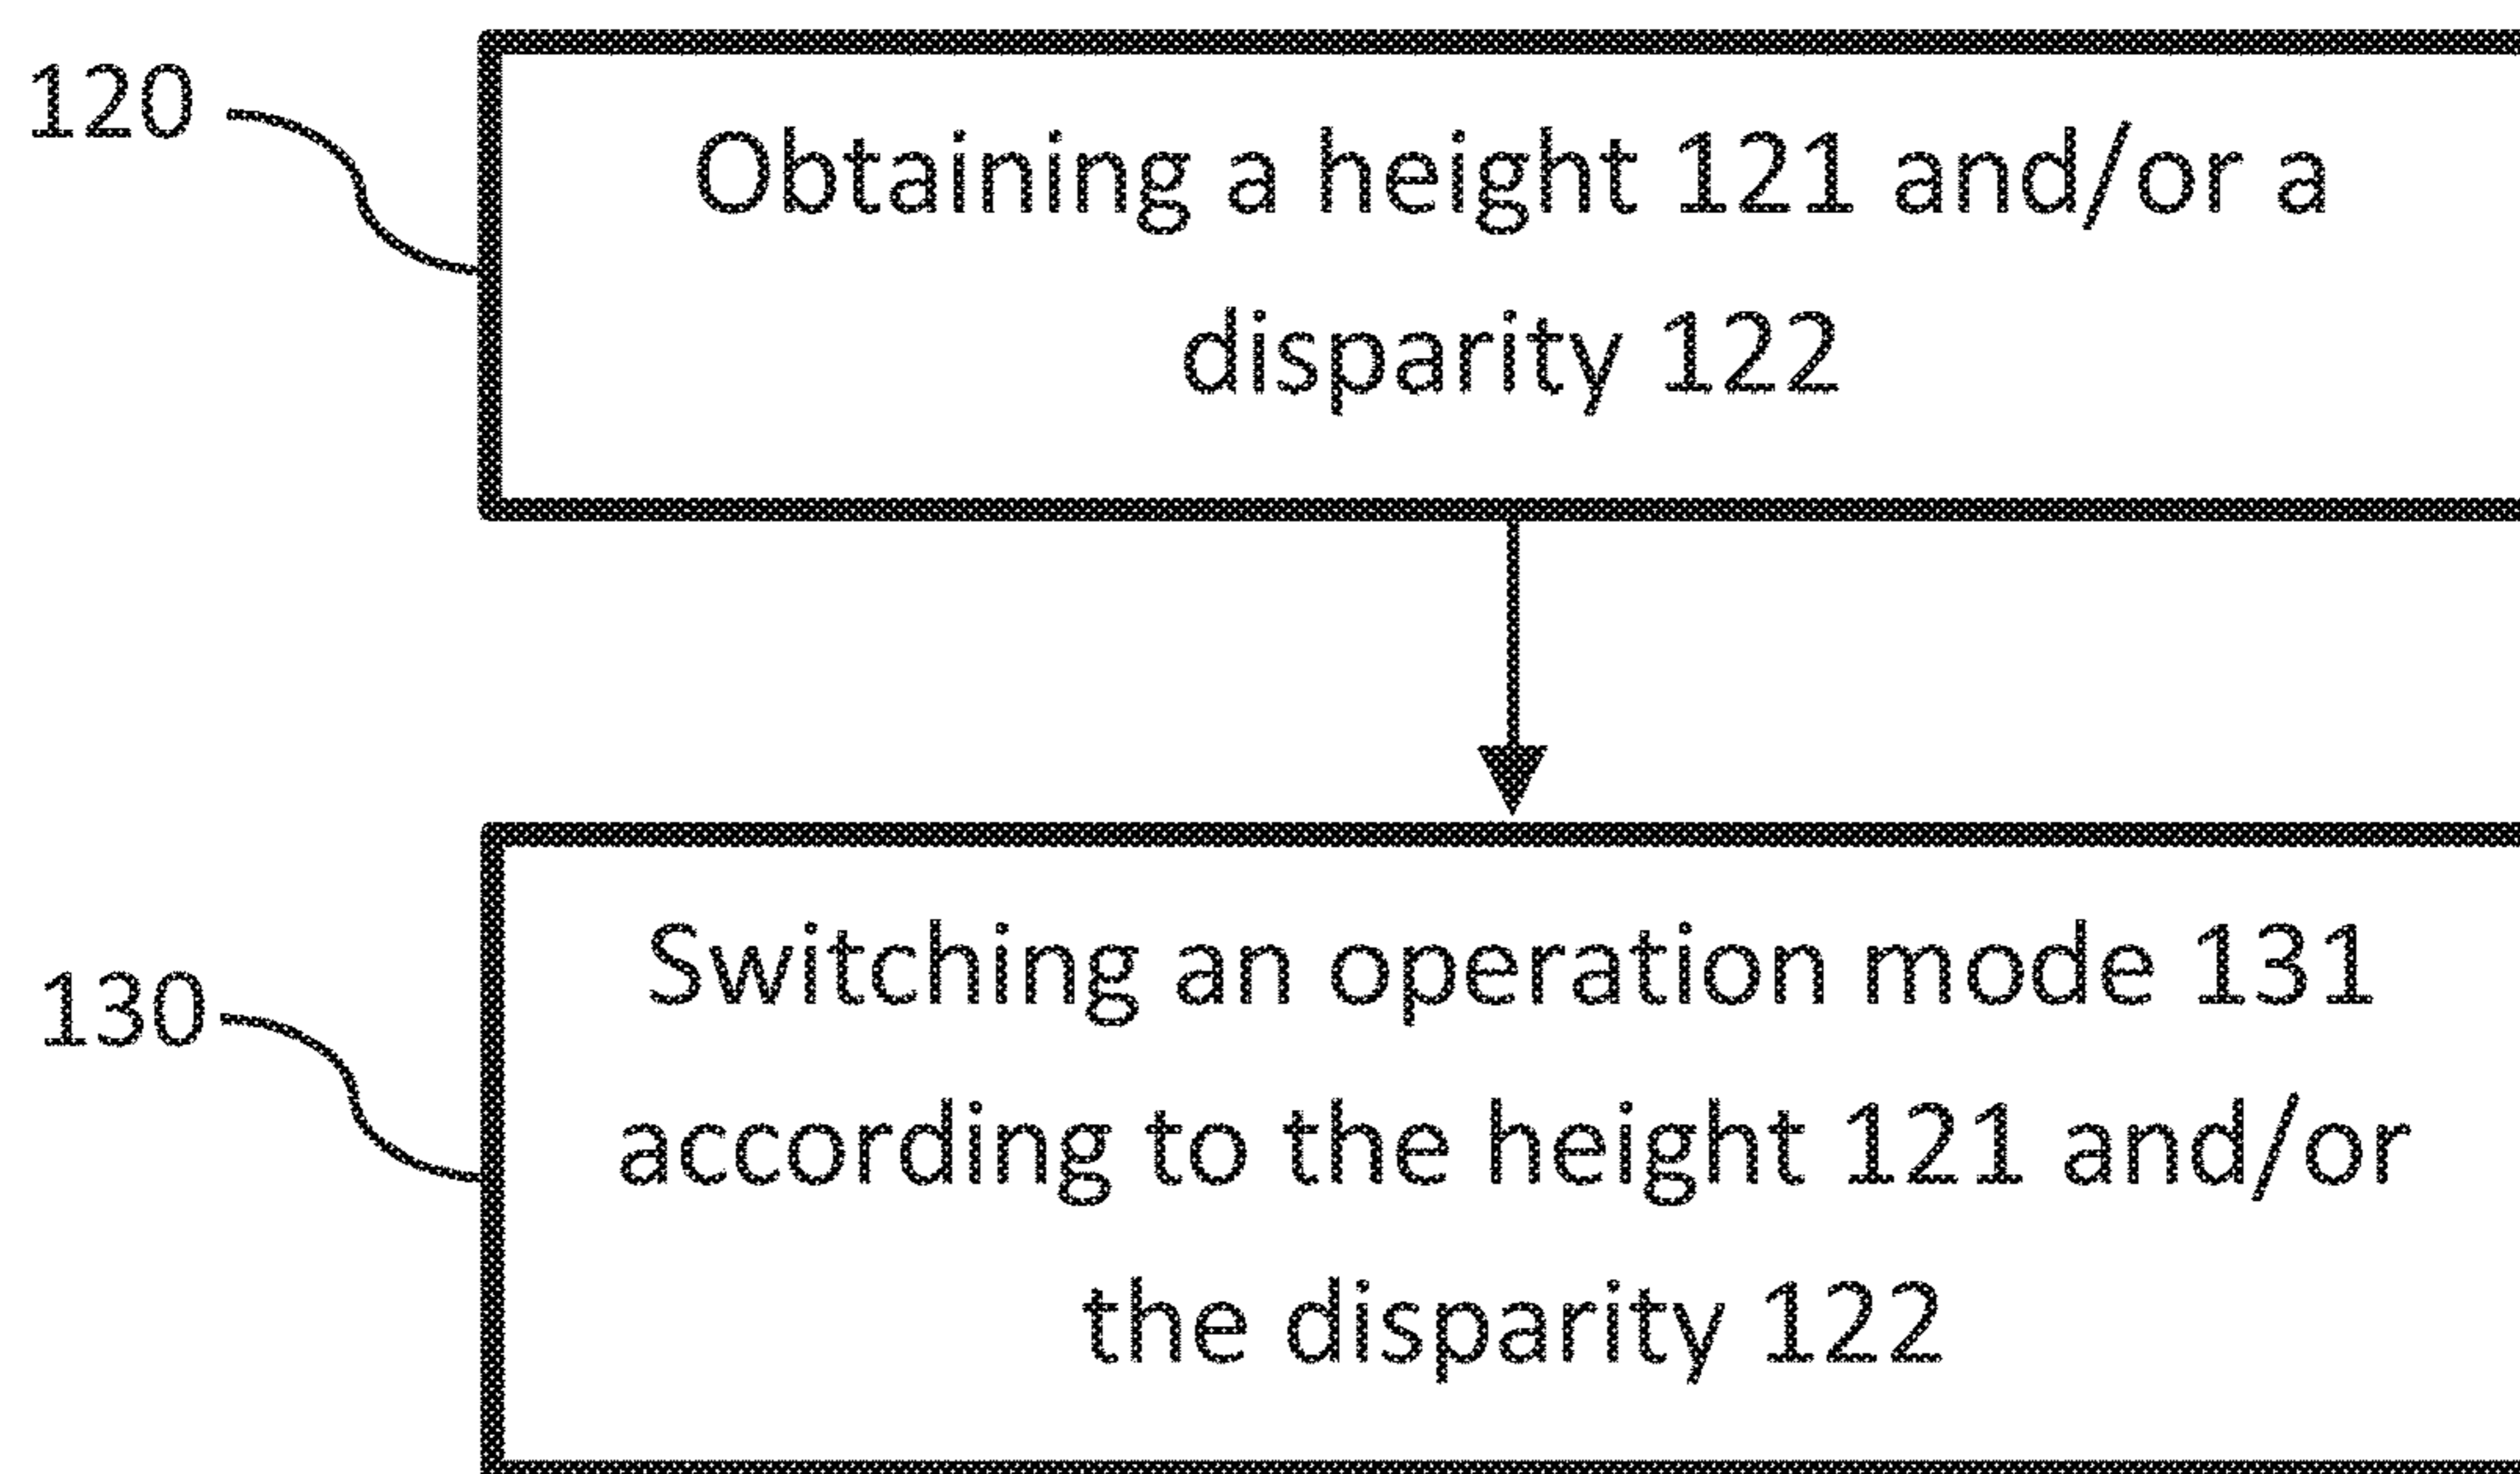 120
Obtaining a height 121 and/or a
disparity 122
130
Switching an operation mode 131
according to the height 121 and/or
the disparity 122